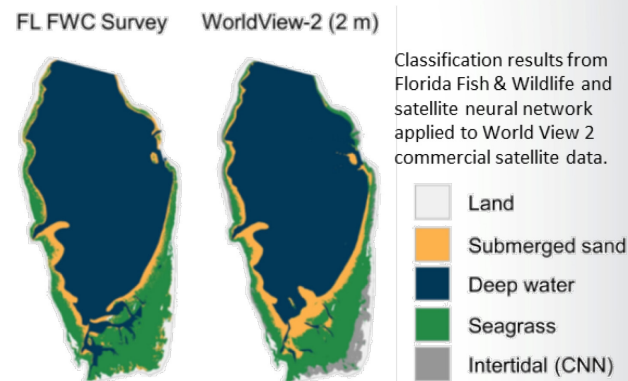 FL FWC Survey
WorldView-2 (2 m)
Classification results from
Florida Fish & Wildlife and
satellite neural network
applied to World View 2
commercial satellite data.
Land
Submerged sand
Deep water
Seagrass
Intertidal (CNN)